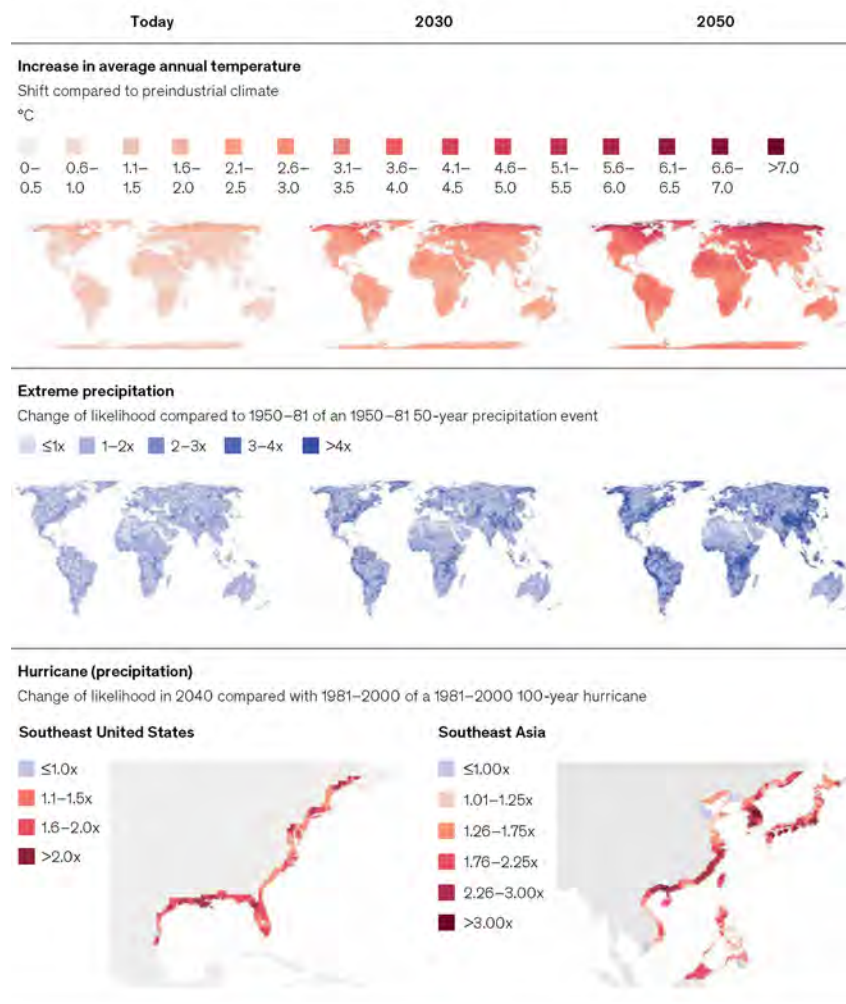 Today 2030 2050
Increase in average annual temperature
Shift compared to preindustrial climate
°C
0– 0.6– 1.1– 1.6– 2.1– 2.6– 3.1– 3.6– 4.1– 4.6– 5.1– 5.6– 6.1– 6.6– >7.0
0.5 1.0 1.5 2.0 2.5 3.0 3.5 4.0 4.5 5.0 5.5 6.0 6.5 7.0
Extreme precipitation
Change of likelihood compared to 1950–81 of an 1950–81 50-year precipitation event
≤1x 1–2x 2–3x 3–4x >4x
Hurricane (precipitation)
Change of likelihood in 2040 compared with 1981–2000 of a 1981–2000 100-year hurricane
Southeast United States
≤1.0x
1.1–1.5x
1.6–2.0x
>2.0x
Southeast Asia
≤1.00x
1.01–1.25x
1.26–1.75x
1.76–2.25x
2.26–3.00x
>3.00x